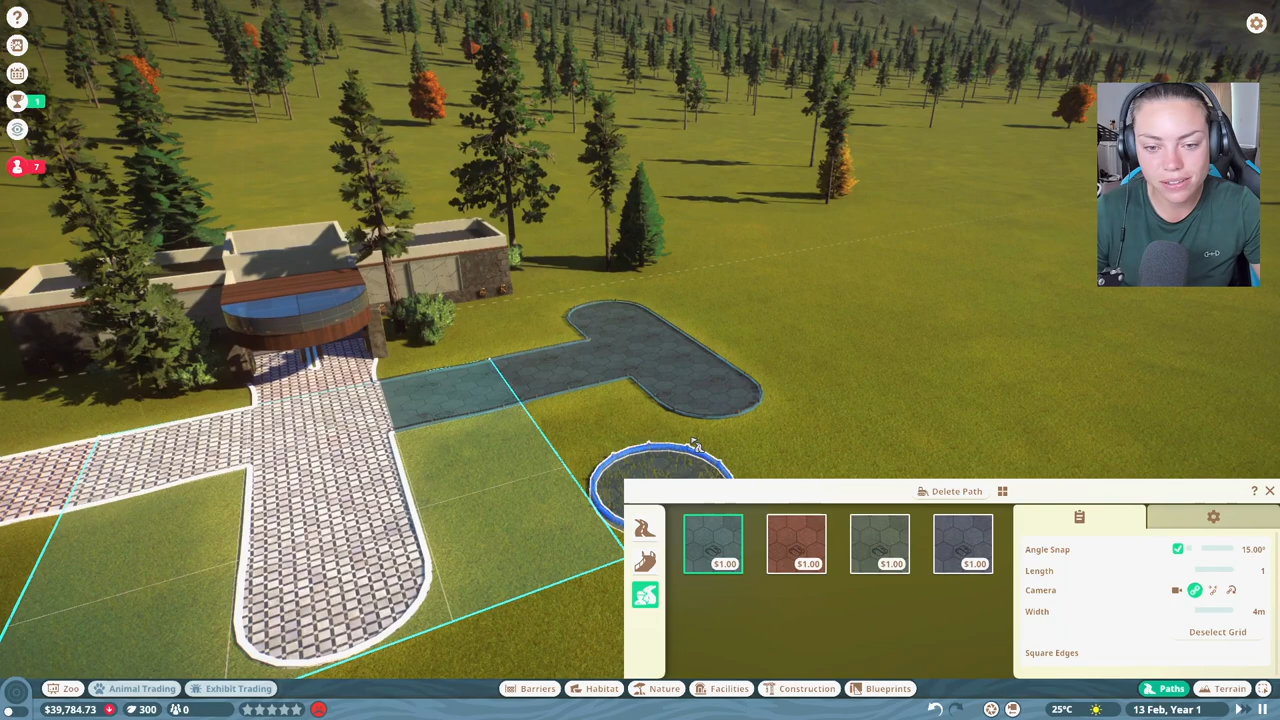 ?
1
7
Delete Path
?
$1.00
$1.00
$1.00
$1.00
Angle Snap
15.00°
Length
1
Camera
Width
4m
Deselect Grid
Square Edges
Zoo
Animal Trading
Exhibit Trading
Barriers
Habitat
Nature
Facilities
Construction
Blueprints
Paths
Terrain
$39,784.73
300
0
25°C
13 Feb, Year 1